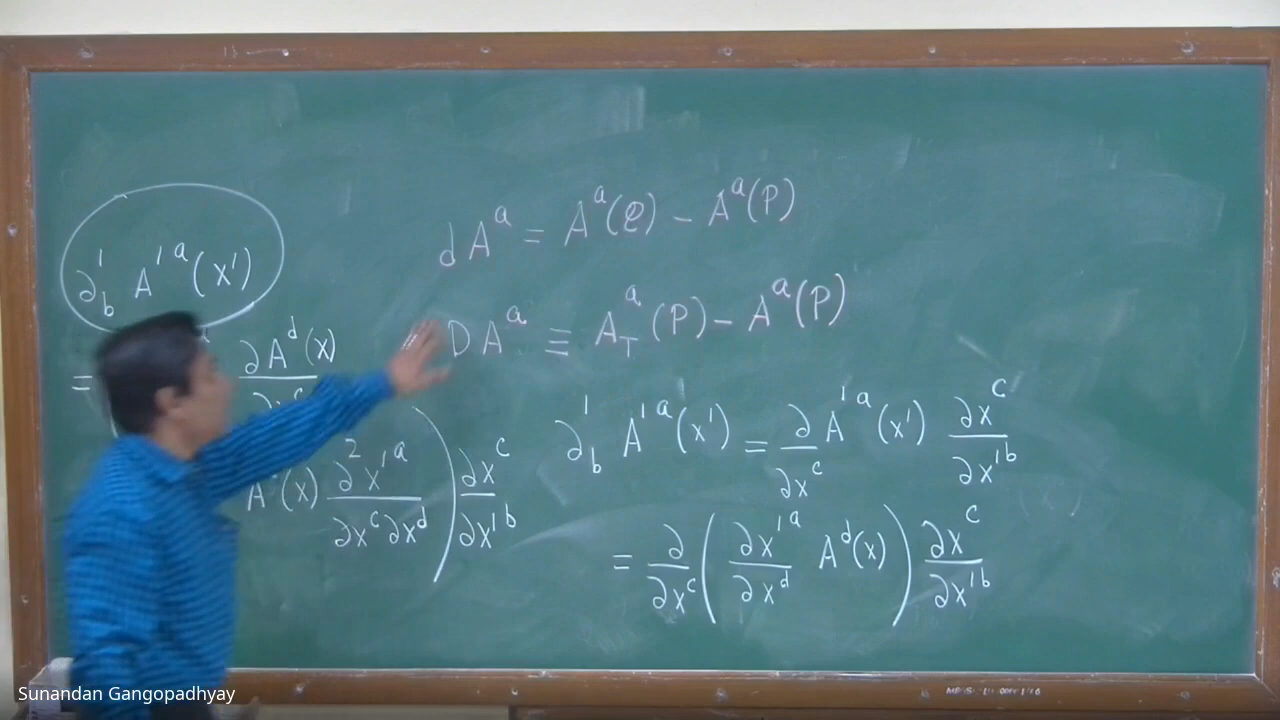 dA^a = A^a(Q) - A^a(P)
DA^a ≡ A_T^a(P) - A^a(P)
∂'_b A'^a(x')
= ∂A^d(x)
A (x) ∂²x'^a / ∂x^c ∂x^d ) ∂x^c / ∂x'^b
∂'_b A'^a(x') = ∂/∂x^c A'^a(x') ∂x^c / ∂x'^b
= ∂/∂x^c ( ∂x'^a / ∂x^d A^d(x) ) ∂x^c / ∂x'^b
Sunandan Gangopadhyay